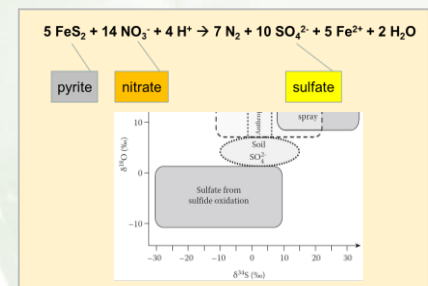 5 FeS₂ + 14 NO₃⁻ + 4 H⁺ → 7 N₂ + 10 SO₄²⁻ + 5 Fe²⁺ + 2 H₂O
pyrite nitrate sulfate
10
spray
Soil
SO₄²⁻
δ¹⁸O (‰)
0
Sulfate from
sulfide oxidation
−10
−30 −20 −10 0 10 20 30
δ³⁴S (‰)